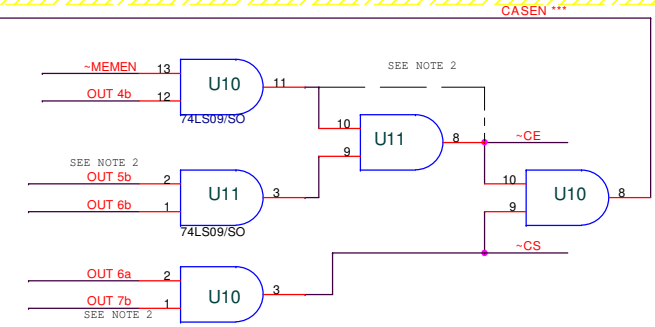 CASEN ***
SEE NOTE 2
~MEMEN 13
U10
11
OUT 4b 12
74LS09/SO
10
U11
8
~CE
9
SEE NOTE 2
OUT 5b 2
U11
3
10
U10
8
OUT 6b 1
9
74LS09/SO
~CS
OUT 6a 2
U10
3
OUT 7b 1
SEE NOTE 2